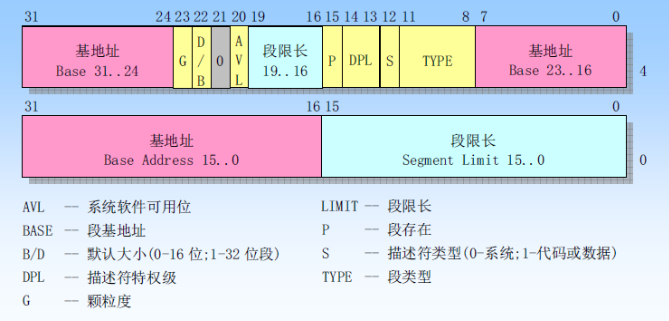 31 24 23 22 21 20 19 16 15 14 13 12 11 8 7 0
基地址 Base 31..24 G D/B 0 AVL 段限长 19..16 P DPL S TYPE 基地址 Base 23..16 4
31 16 15 0
基地址 段限长
Base Address 15..0 Segment Limit 15..0 0
AVL -- 系统软件可用位 LIMIT -- 段限长
BASE -- 段基地址 P -- 段存在
B/D -- 默认大小(0-16 位;1-32 位段) S -- 描述符类型(0-系统;1-代码或数据)
DPL -- 描述符特权级 TYPE -- 段类型
G -- 颗粒度